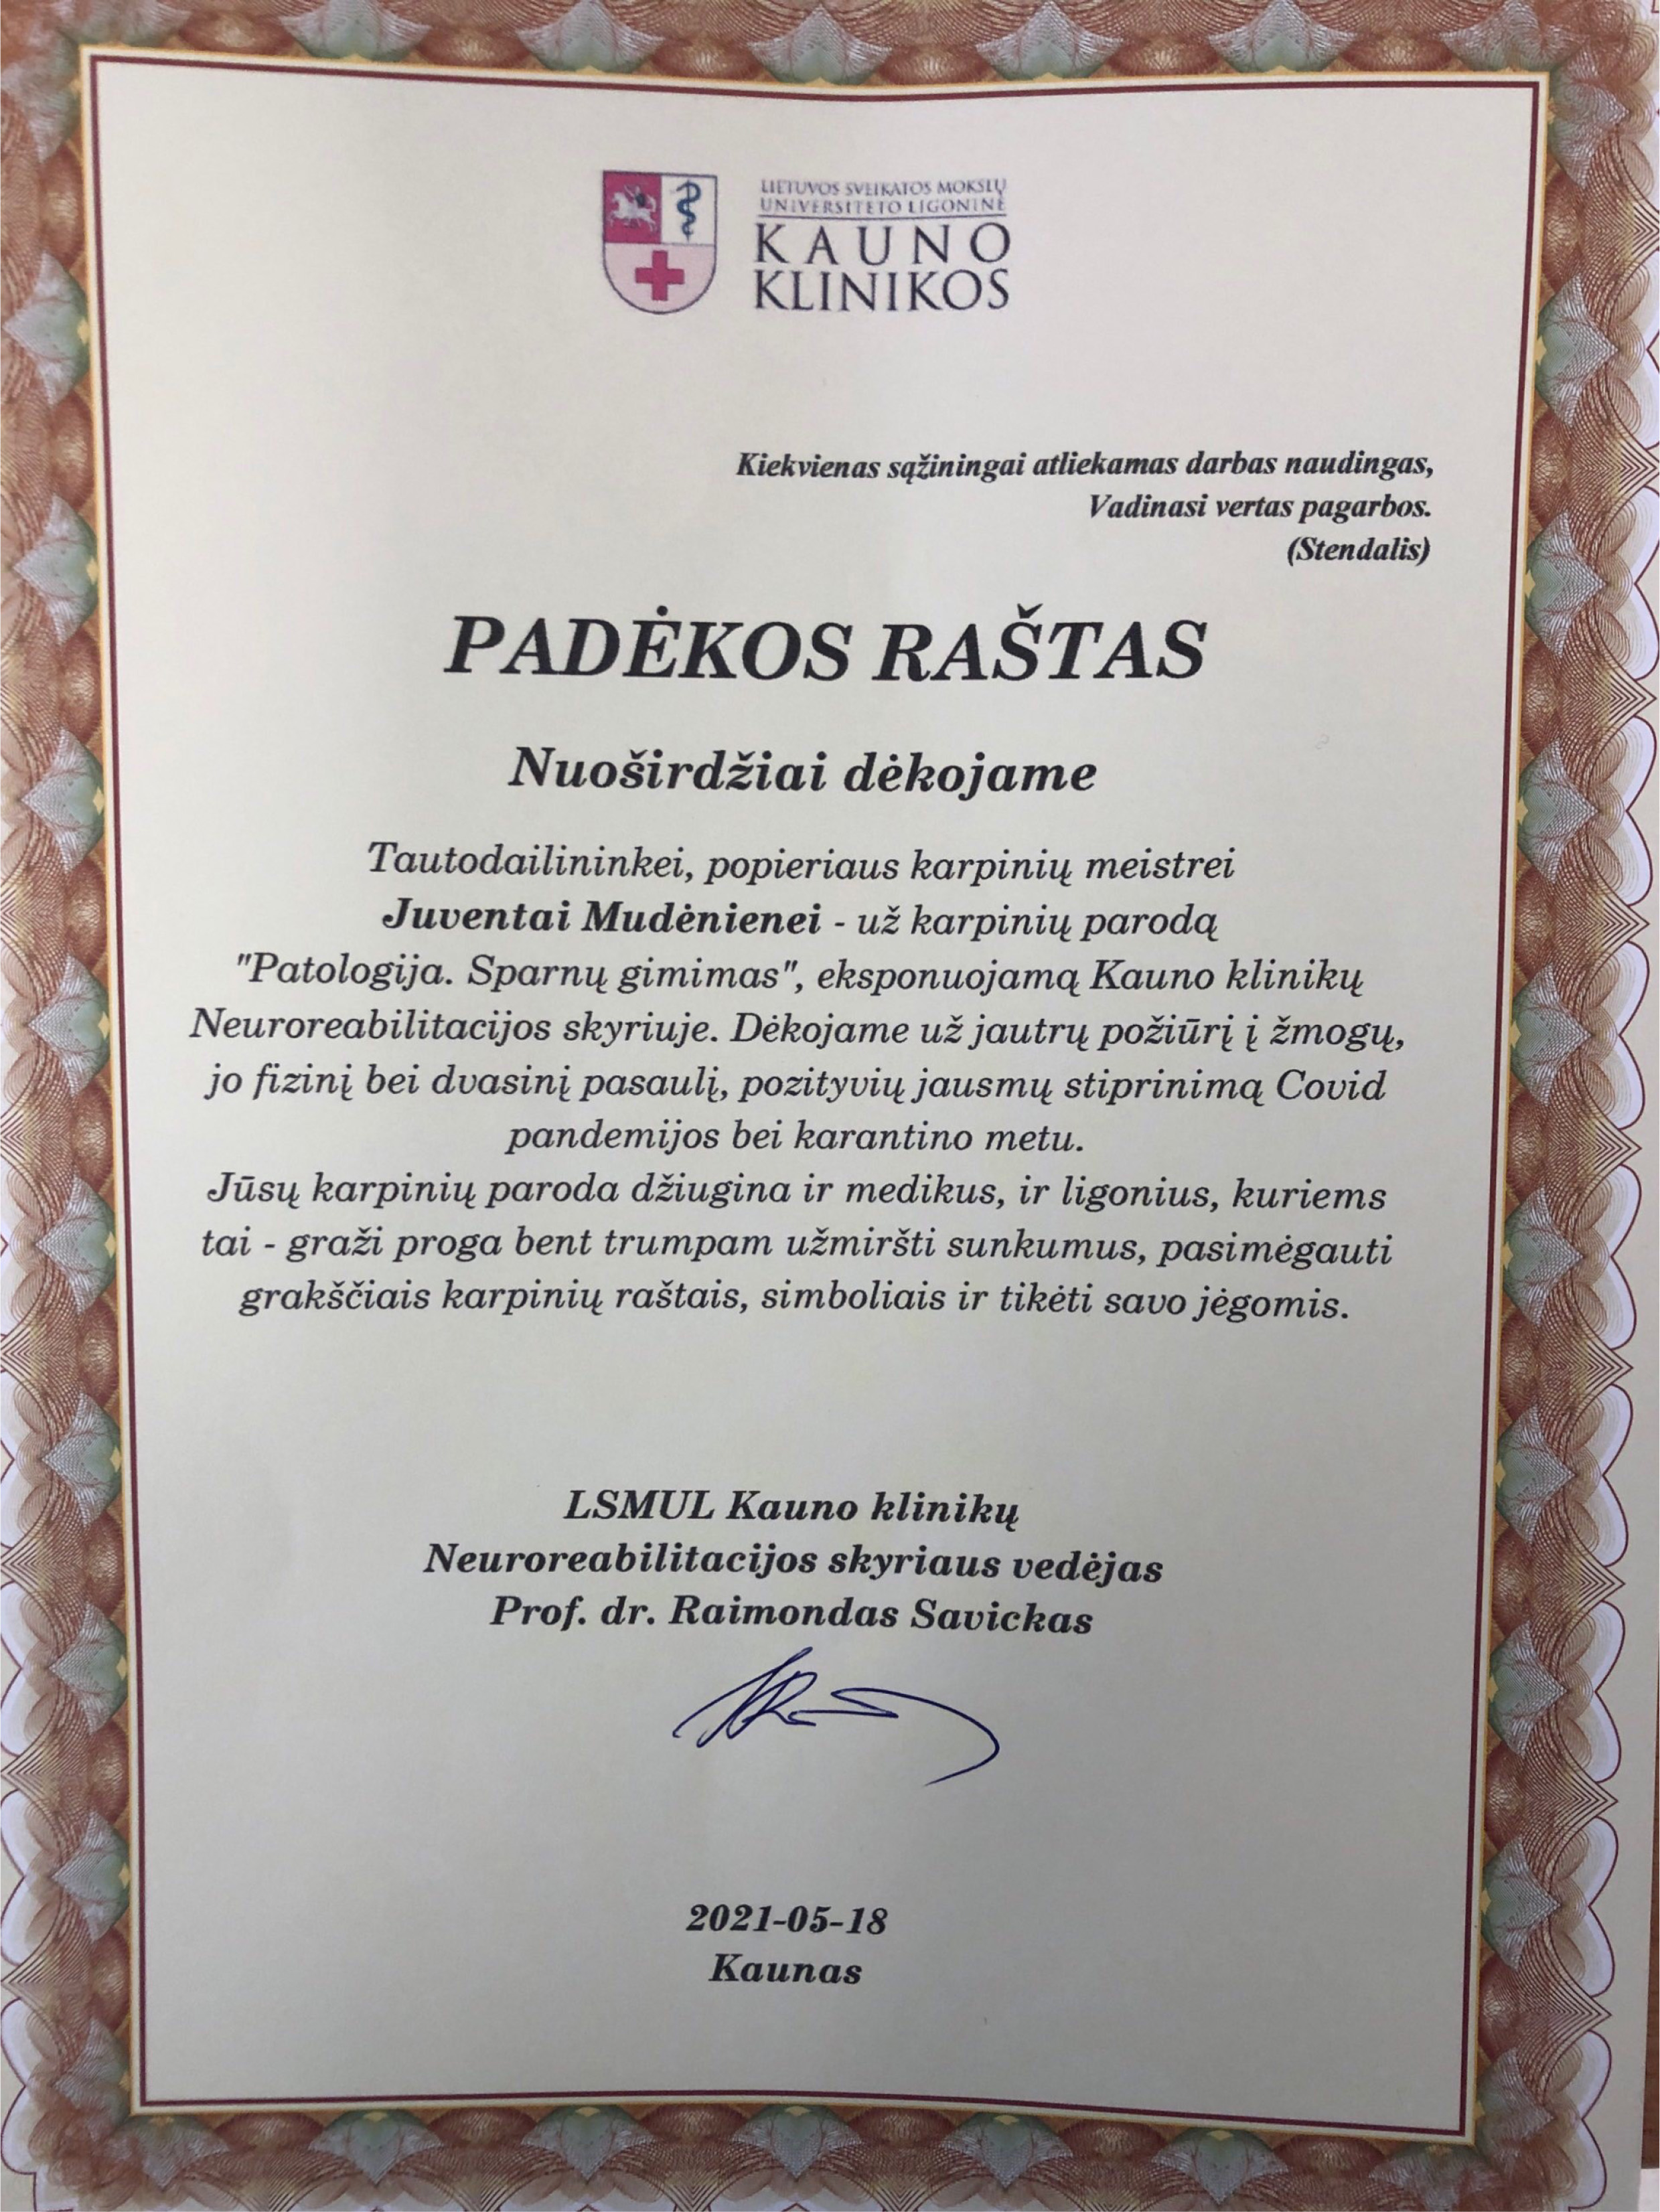 LIETUVOS SVEIKATOS MOKSLŲ
UNIVERSITETO LIGONINĖ
KAUNO
KLINIKOS
Kiekvienas sąžiningai atliekamas darbas naudingas,
Vadinasi vertas pagarbos.
(Stendalis)
PADĖKOS RAŠTAS
Nuoširdžiai dėkojame
Tautodailininkei, popieriaus karpinių meistrei
Juventai Mudėnienei - už karpinių parodą
"Patologija. Sparnų gimimas", eksponuojamą Kauno klinikų
Neuroreabilitacijos skyriuje. Dėkojame už jautrų požiūrį į žmogų,
jo fizinį bei dvasinį pasaulį, pozityvių jausmų stiprinimą Covid
pandemijos bei karantino metu.
Jūsų karpinių paroda džiugina ir medikus, ir ligonius, kuriems
tai - graži proga bent trumpam užmiršti sunkumus, pasimėgauti
grakščiais karpinių raštais, simboliais ir tikėti savo jėgomis.
LSMUL Kauno klinikų
Neuroreabilitacijos skyriaus vedėjas
Prof. dr. Raimondas Savickas
2021-05-18
Kaunas